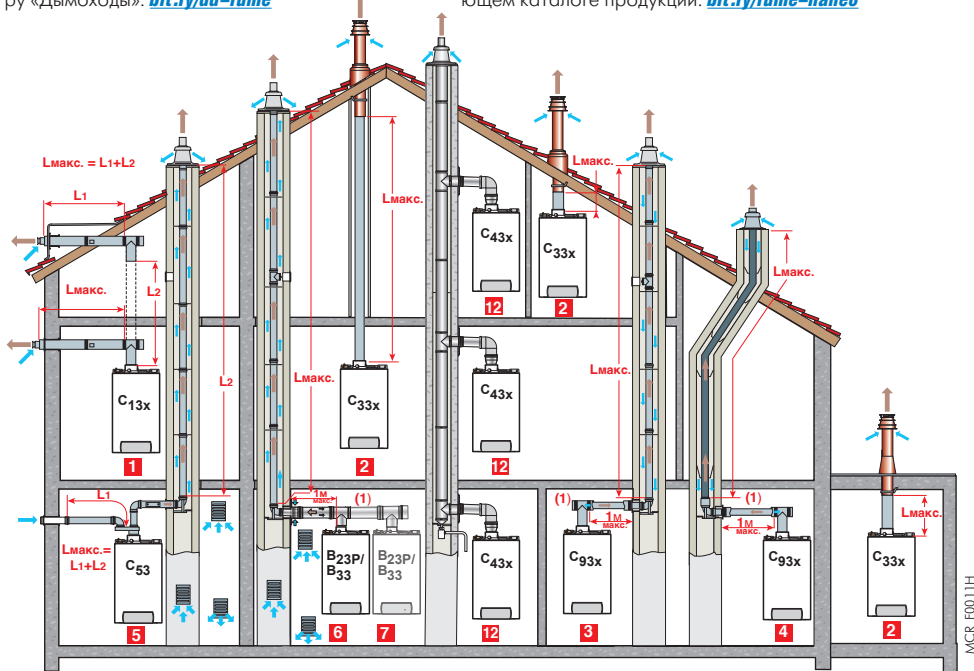 ру «Дымоходы»: bit.ly/dd-fume
ющем каталоге продукции: bit.ly/fume-naneo
Lмакс. = L1+L2
L1
Lмакс.
L2
C13x
1
L2
L1
Lмакс.=
L1+L2
C53
5
Lмакс.
1м
макс.
(1)
B23P/
B33
6
B23P/
B33
7
Lмакс.
C33x
2
C43x
12
C43x
12
C43x
12
Lмакс.
C33x
2
Lмакс.
(1)
1м
макс.
C93x
3
Lмакс.
(1)
1м
макс.
C93x
4
Lмакс.
C33x
2
MCR_F0011H